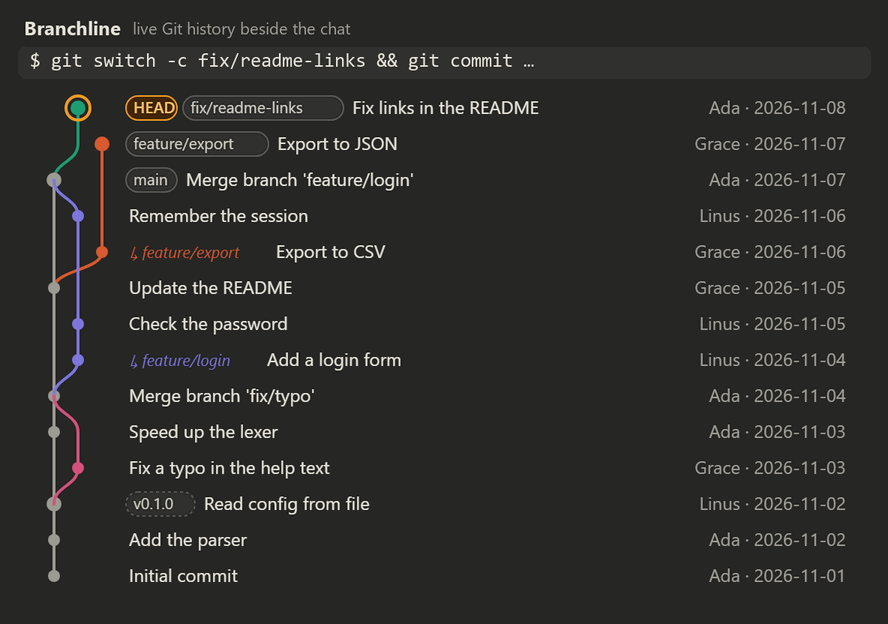 Branchline live Git history beside the chat
$ git switch -c fix/readme-links && git commit …
HEAD fix/readme-links Fix links in the README Ada · 2026-11-08
feature/export Export to JSON Grace · 2026-11-07
main Merge branch 'feature/login' Ada · 2026-11-07
Remember the session Linus · 2026-11-06
↳ feature/export Export to CSV Grace · 2026-11-06
Update the README Grace · 2026-11-05
Check the password Linus · 2026-11-05
↳ feature/login Add a login form Linus · 2026-11-04
Merge branch 'fix/typo' Ada · 2026-11-04
Speed up the lexer Ada · 2026-11-03
Fix a typo in the help text Grace · 2026-11-03
v0.1.0 Read config from file Linus · 2026-11-02
Add the parser Ada · 2026-11-02
Initial commit Ada · 2026-11-01